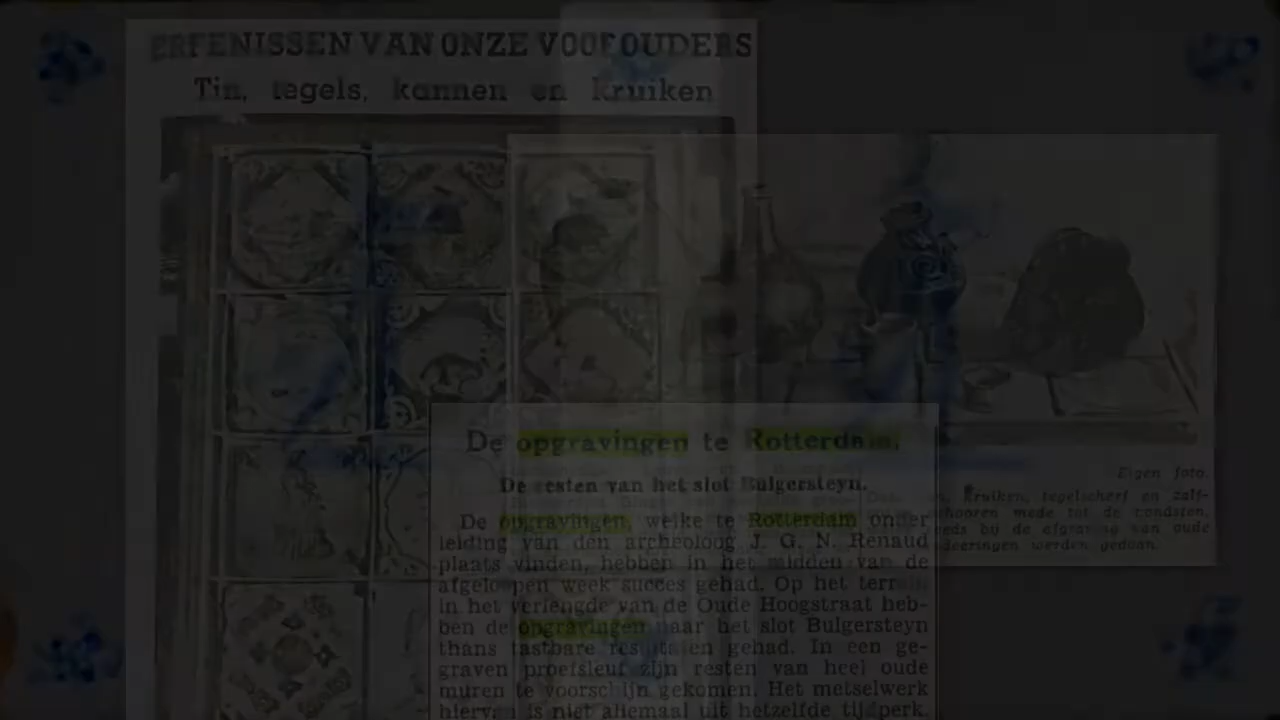 ERFENISSEN VAN ONZE VOOROUDERS
Tin, tegels, kannen en kruiken
De opgravingen te Rotterdam.
De resten van het slot Bulgersteyn.
De opgravingen, welke te Rotterdam onder
leiding van den archeoloog J. G. N. Renaud
plaats vinden, hebben in het midden van de
afgeloopen week succes gehad. Op het terrein
in het verlengde van de Oude Hoogstraat heb-
ben de opgravingen naar het slot Bulgersteyn
thans tastbare resultaten gehad. In een ge-
graven proefsleuf zijn resten van heel oude
muren te voorschijn gekomen. Het metselwerk
hiervan is niet allemaal uit hetzelfde tijdperk.
Eigen foto.
kruiken, tegelscherf en zalf-
behooren mede tot de vondsten,
reeds bij de afgraving van oude
funderingen werden gedaan.